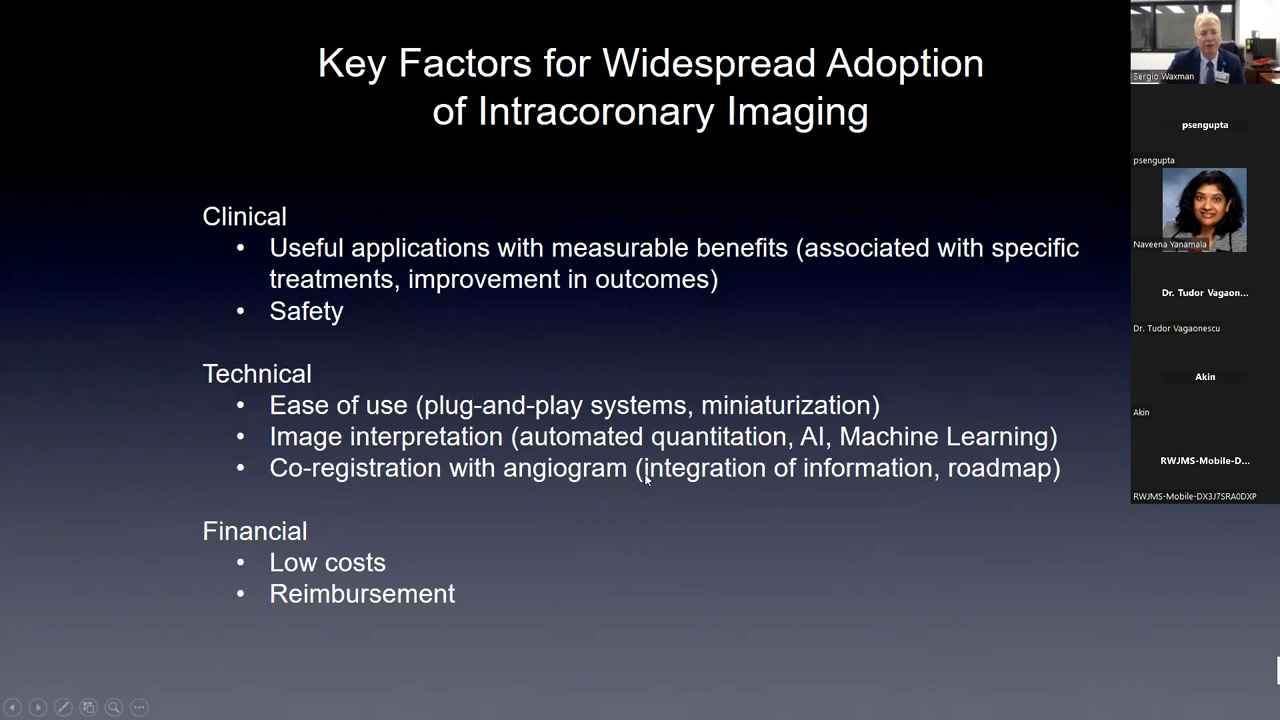 Key Factors for Widespread Adoption
of Intracoronary Imaging
Clinical
• Useful applications with measurable benefits (associated with specific
treatments, improvement in outcomes)
• Safety
Technical
• Ease of use (plug-and-play systems, miniaturization)
• Image interpretation (automated quantitation, AI, Machine Learning)
• Co-registration with angiogram (integration of information, roadmap)
Financial
• Low costs
• Reimbursement
Sergio Waxman
psengupta
psengupta
Naveena Yanamala
Dr. Tudor Vagaon...
Dr. Tudor Vagaonescu
Akin
Akin
RWJMS-Mobile-D...
RWJMS-Mobile-DX3J7SRA0DXP